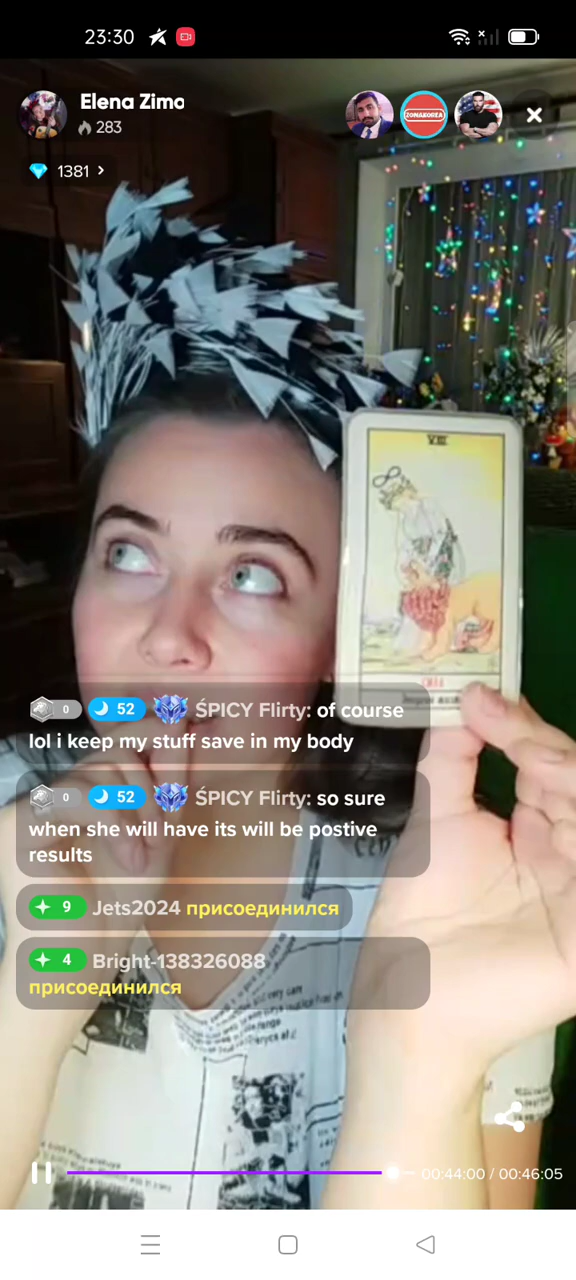 23:30
Elena Zimo
283
ZONAKOREA
1381 >
VIII
СИЛА
0 52 ŚPICY Flirty: of course
lol i keep my stuff save in my body
0 52 ŚPICY Flirty: so sure
when she will have its will be postive
results
9 Jets2024 присоединился
4 Bright-138326088
присоединился
00:44:00 / 00:46:05